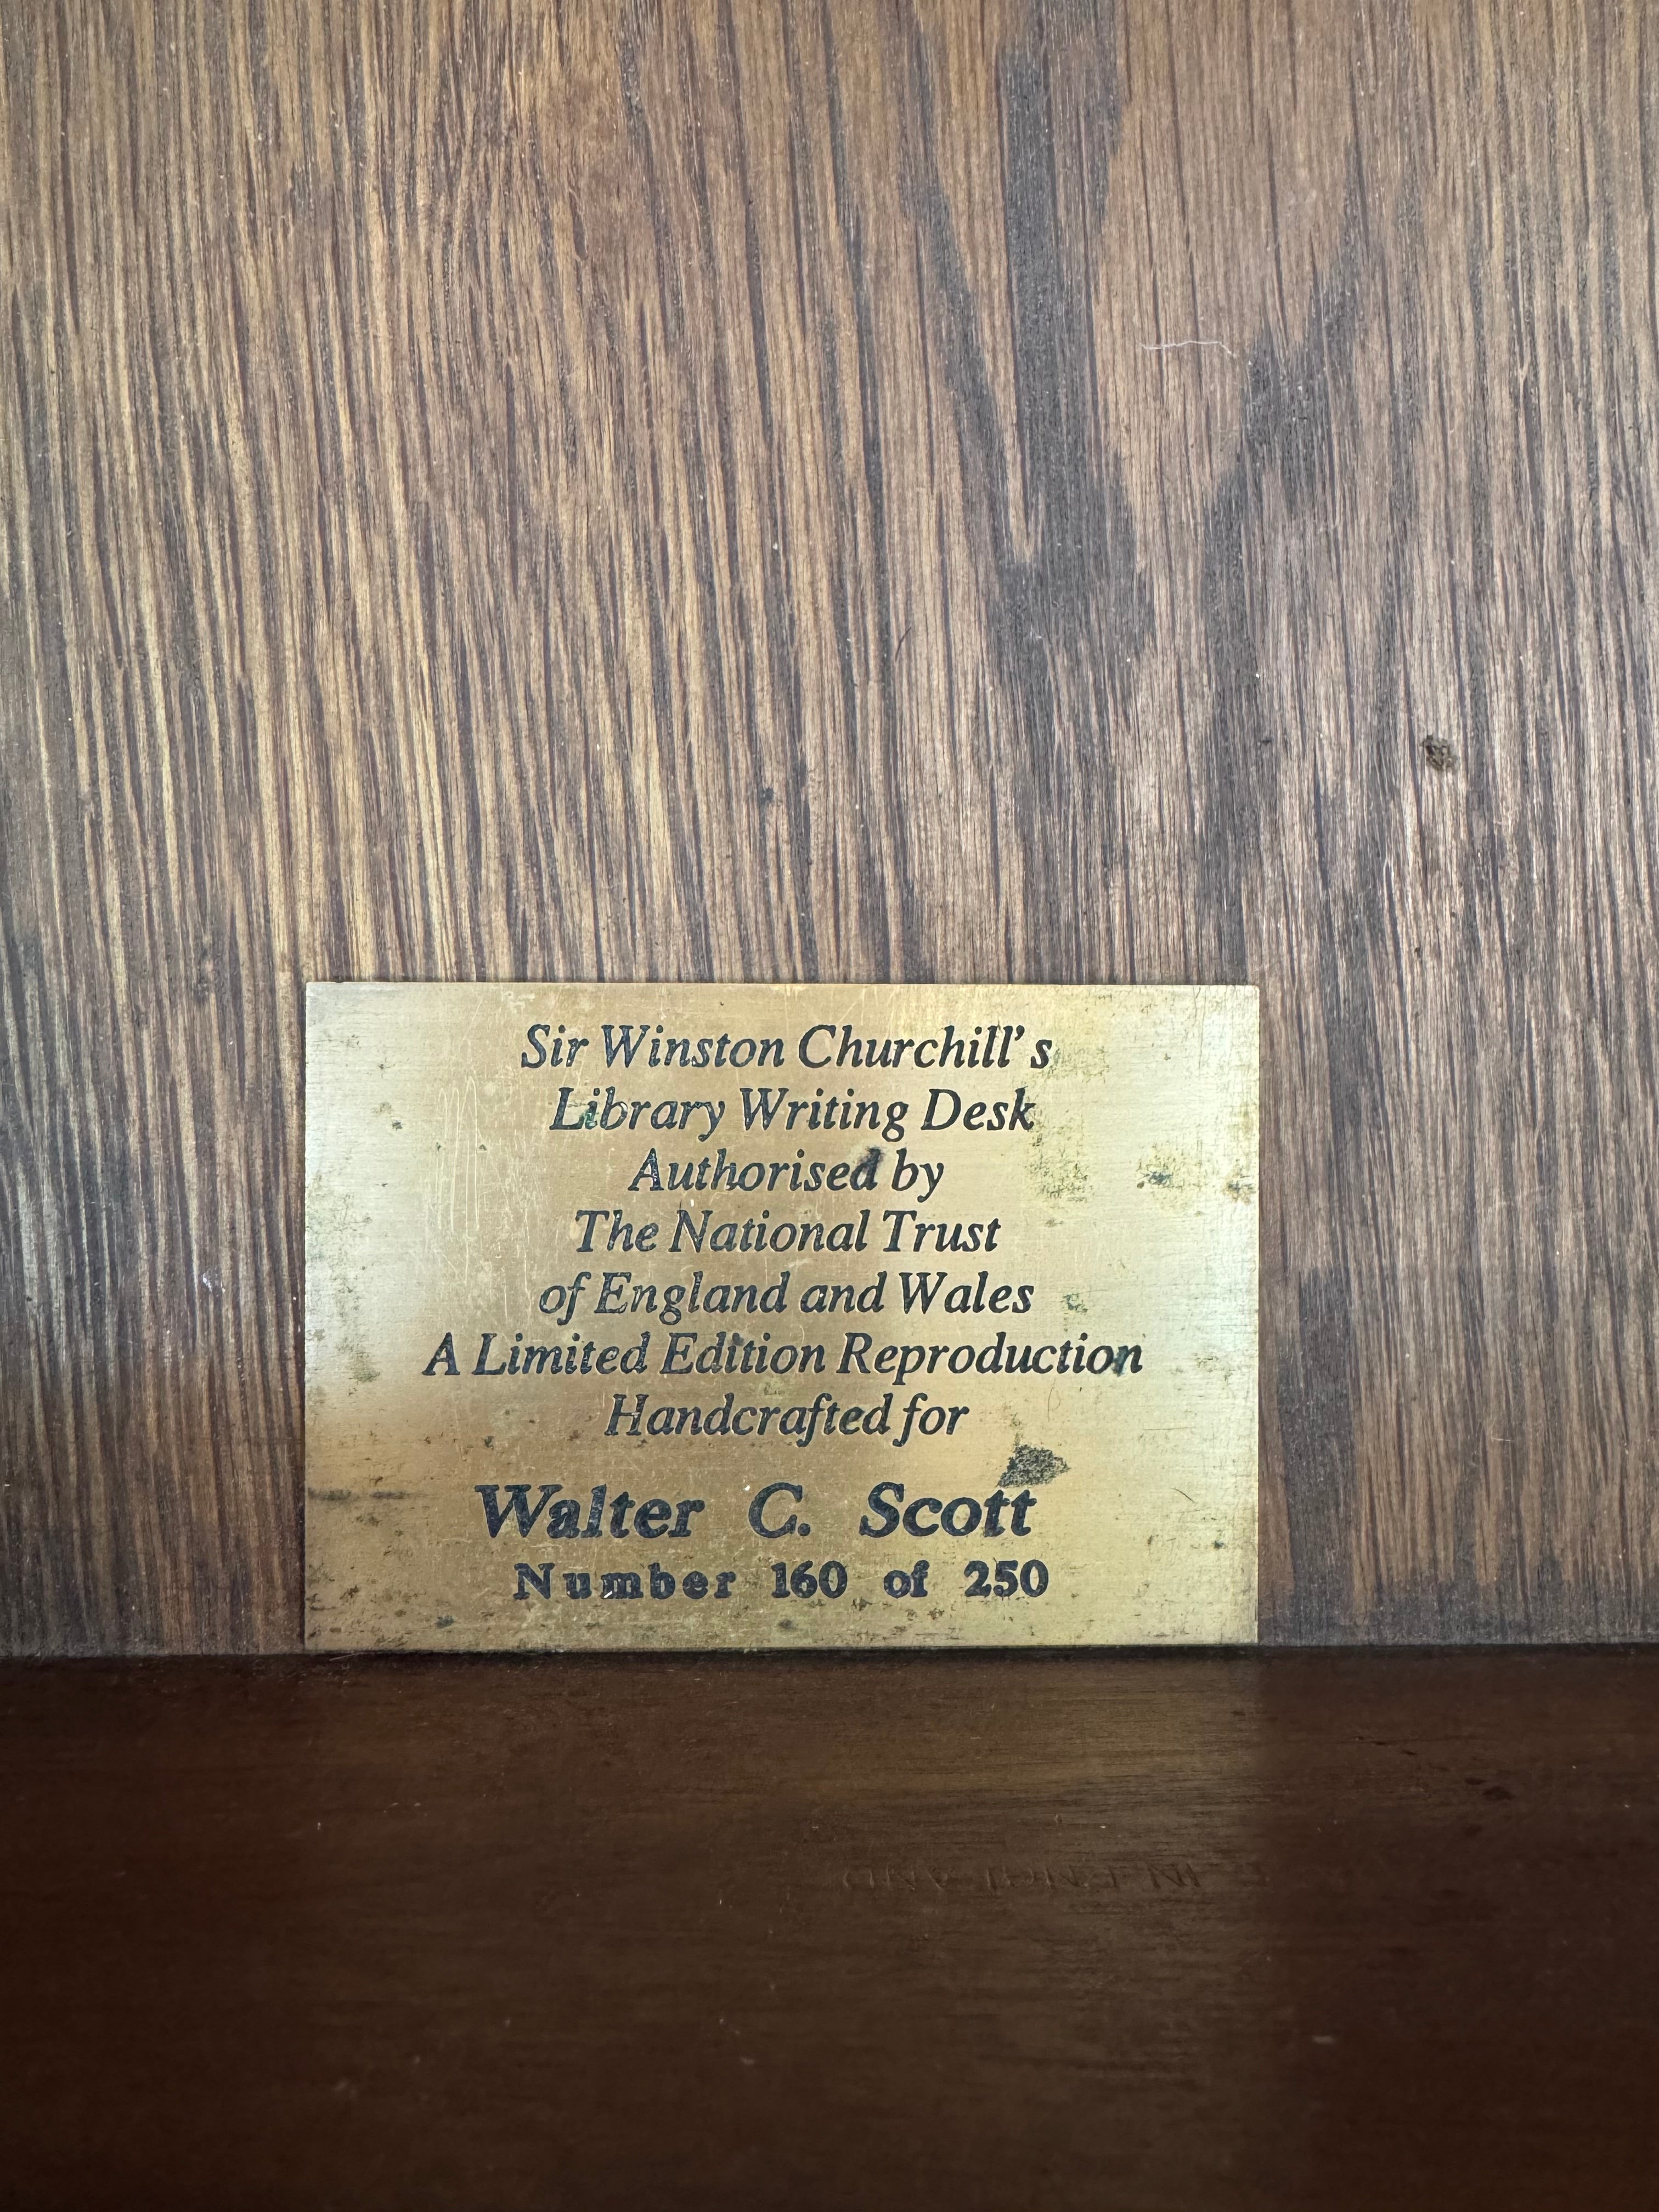 Sir Winston Churchill's
Library Writing Desk
Authorised by
The National Trust
of England and Wales
A Limited Edition Reproduction
Handcrafted for
Walter C. Scott
Number 160 of 250